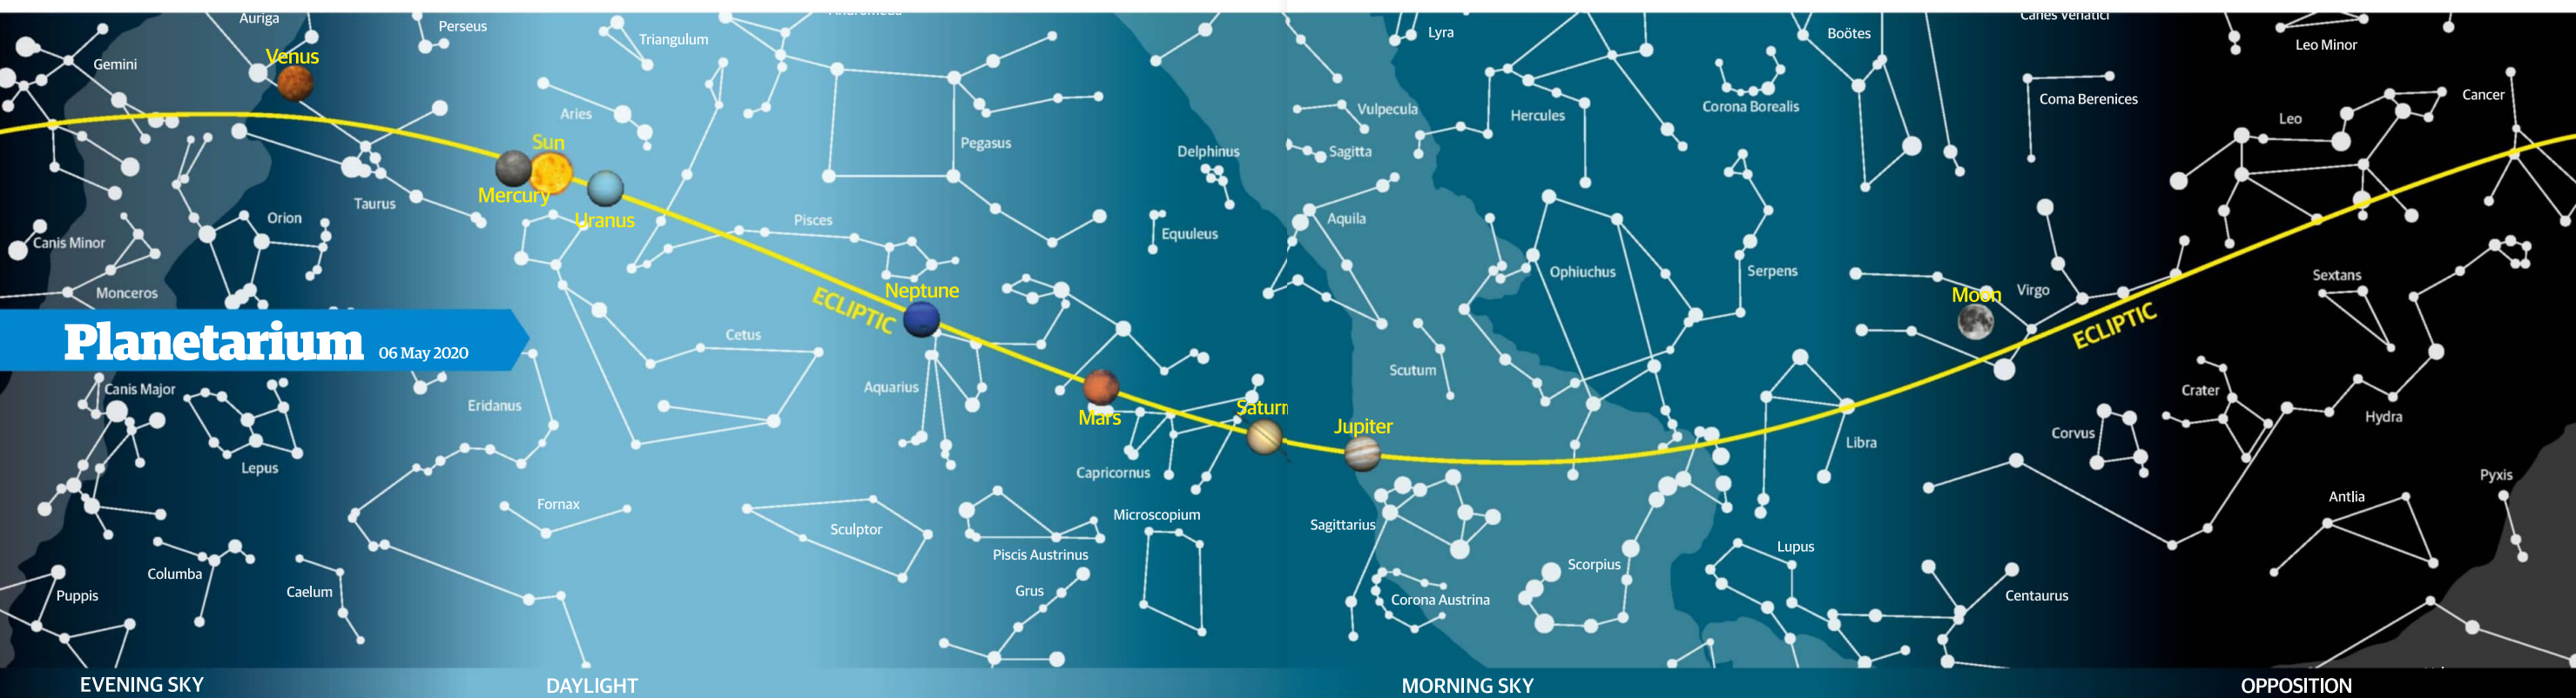 Auriga
Perseus
Andromeda
Triangulum
Lyra
Boötes
Canes Venatici
Leo Minor
Gemini
Venus
Aries
Pegasus
Vulpecula
Hercules
Corona Borealis
Coma Berenices
Leo
Cancer
Sun
Mercury
Uranus
Delphinus
Sagitta
Taurus
Orion
Pisces
Equuleus
Aquila
Canis Minor
Monceros
Neptune
ECLIPTIC
Ophiuchus
Serpens
Moon
Virgo
Sextans
ECLIPTIC
Planetarium 06 May 2020
Cetus
Scutum
Canis Major
Eridanus
Aquarius
Mars
Saturn
Jupiter
Libra
Corvus
Crater
Hydra
Lepus
Capricornus
Pyxis
Fornax
Sculptor
Microscopium
Sagittarius
Antlia
Piscis Austrinus
Lupus
Columba
Caelum
Grus
Scorpius
Puppis
Corona Austrina
Centaurus
EVENING SKY
DAYLIGHT
MORNING SKY
OPPOSITION